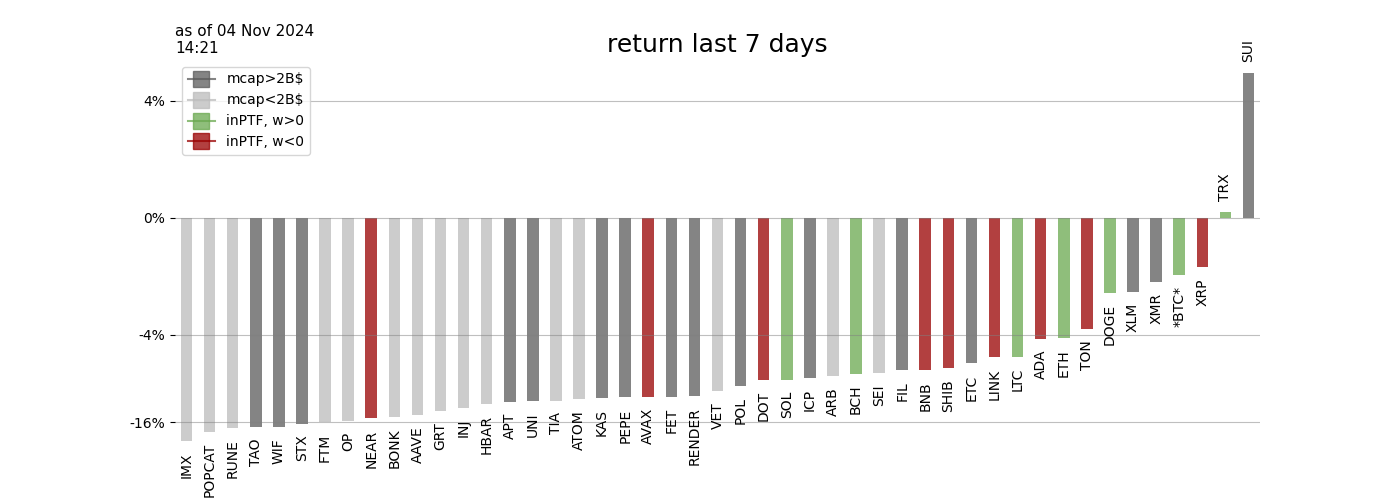 as of 04 Nov 2024
14:21
return last 7 days
mcap>2B$
mcap<2B$
inPTF, w>0
inPTF, w<0
4%
0%
-4%
-16%
IMX
POPCAT
RUNE
TAO
WIF
STX
FTM
OP
NEAR
BONK
AAVE
GRT
INJ
HBAR
APT
UNI
TIA
ATOM
KAS
PEPE
AVAX
FET
RENDER
VET
POL
DOT
SOL
ICP
ARB
BCH
SEI
FIL
BNB
SHIB
ETC
LINK
LTC
ADA
ETH
TON
DOGE
XLM
XMR
*BTC*
XRP
TRX
SUI